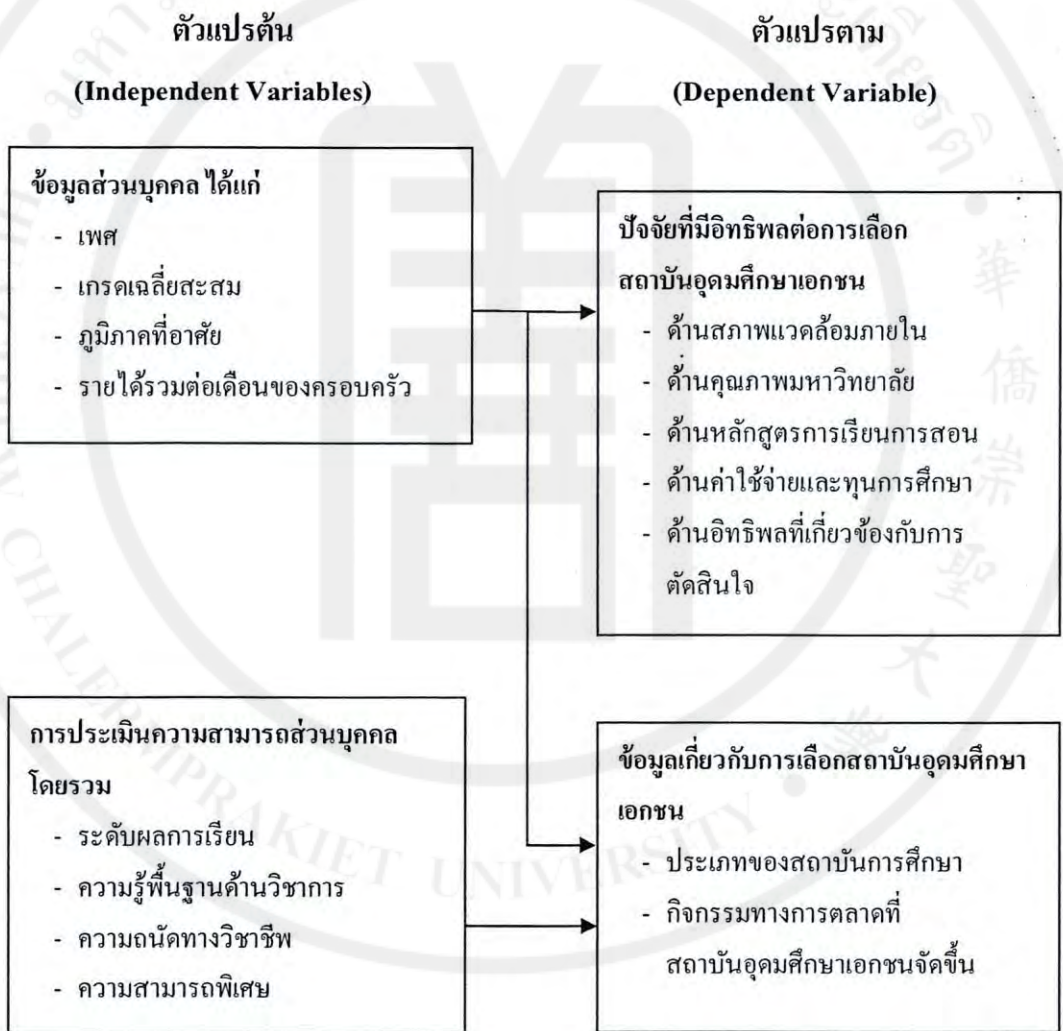 ตัวแปรต้น
(Independent Variables)
ตัวแปรตาม
(Dependent Variable)
ข้อมูลส่วนบุคคล ได้แก่
- เพศ
- เกรดเฉลี่ยสะสม
- ภูมิภาคที่อาศัย
- รายได้รวมต่อเดือนของครอบครัว
ปัจจัยที่มีอิทธิพลต่อการเลือก
สถาบันอุดมศึกษาเอกชน
- ด้านสภาพแวดล้อมภายใน
- ด้านคุณภาพมหาวิทยาลัย
- ด้านหลักสูตรการเรียนการสอน
- ด้านค่าใช้จ่ายและทุนการศึกษา
- ด้านอิทธิพลที่เกี่ยวข้องกับการ
ตัดสินใจ
การประเมินความสามารถส่วนบุคคล
โดยรวม
- ระดับผลการเรียน
- ความรู้พื้นฐานด้านวิชาการ
- ความถนัดทางวิชาชีพ
- ความสามารถพิเศษ
ข้อมูลเกี่ยวกับการเลือกสถาบันอุดมศึกษา
เอกชน
- ประเภทของสถาบันการศึกษา
- กิจกรรมทางการตลาดที่
สถาบันอุดมศึกษาเอกชนจัดขึ้น
CHALERMPRAKIET UNIVERSITY
華
僑
崇
聖
大
學